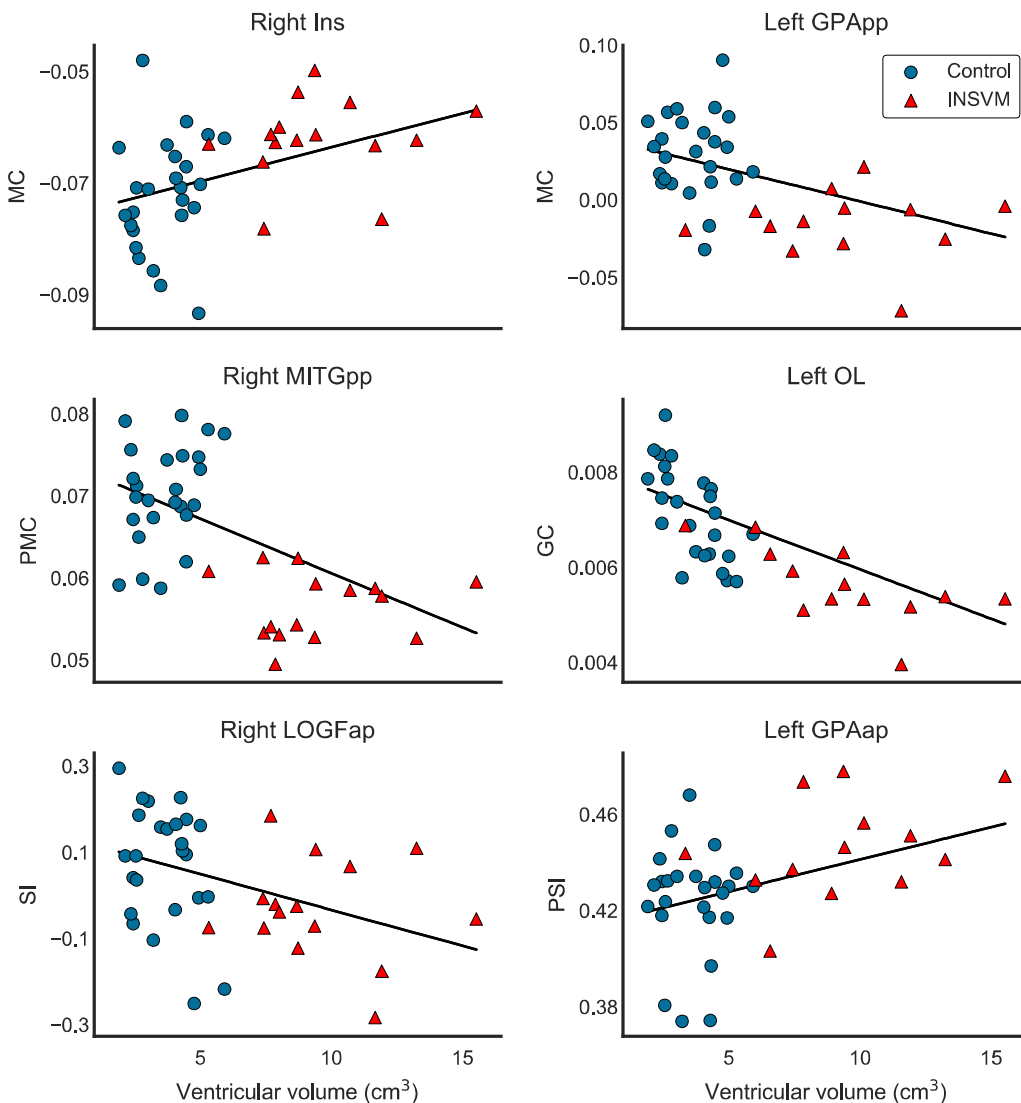 Right Ins
−0.05
−0.07
−0.09
MC
Left GPApp
0.10
0.05
0.00
−0.05
MC
Control
INSVM
Right MITGpp
0.08
0.07
0.06
0.05
PMC
Left OL
0.008
0.006
0.004
GC
Right LOGFap
0.3
0.1
−0.1
−0.3
SI
5 10 15
Ventricular volume (cm³)
Left GPAap
0.46
0.42
0.38
PSI
5 10 15
Ventricular volume (cm³)